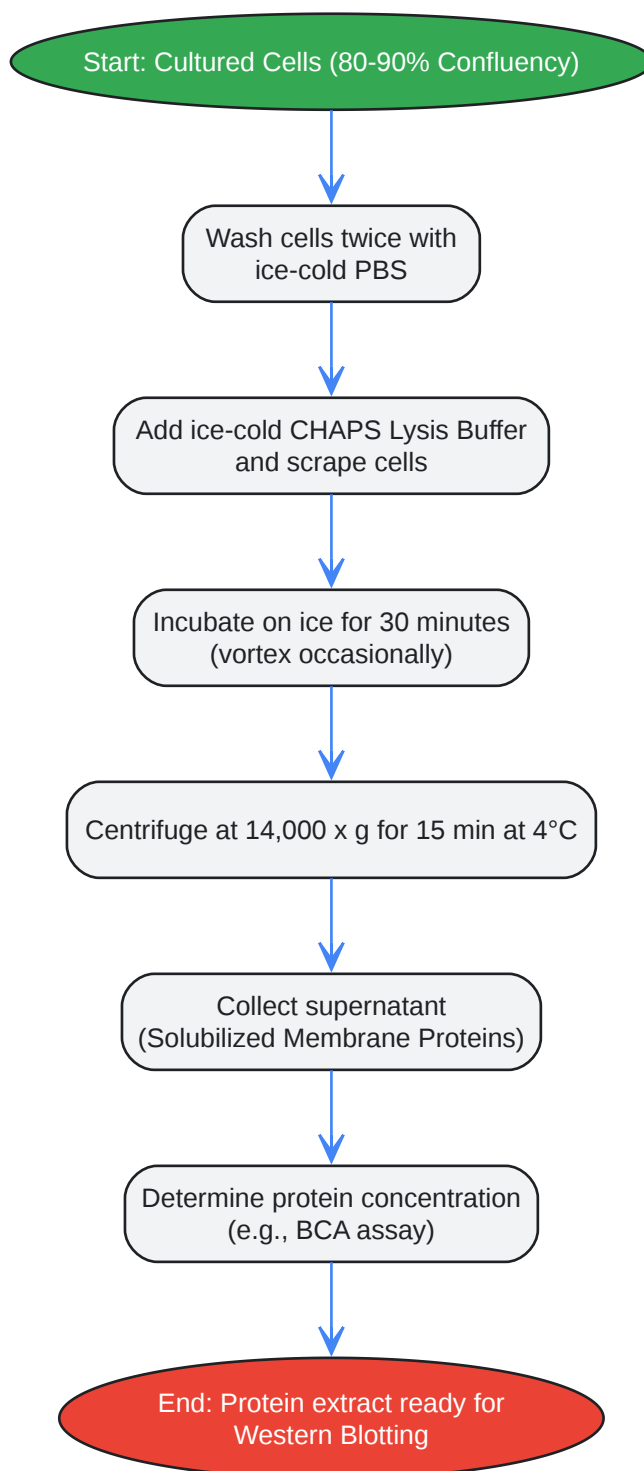 Start: Cultured Cells (80-90% Confluency)
Wash cells twice with
ice-cold PBS
Add ice-cold CHAPS Lysis Buffer
and scrape cells
Incubate on ice for 30 minutes
(vortex occasionally)
Centrifuge at 14,000 x g for 15 min at 4°C
Collect supernatant
(Solubilized Membrane Proteins)
Determine protein concentration
(e.g., BCA assay)
End: Protein extract ready for
Western Blotting